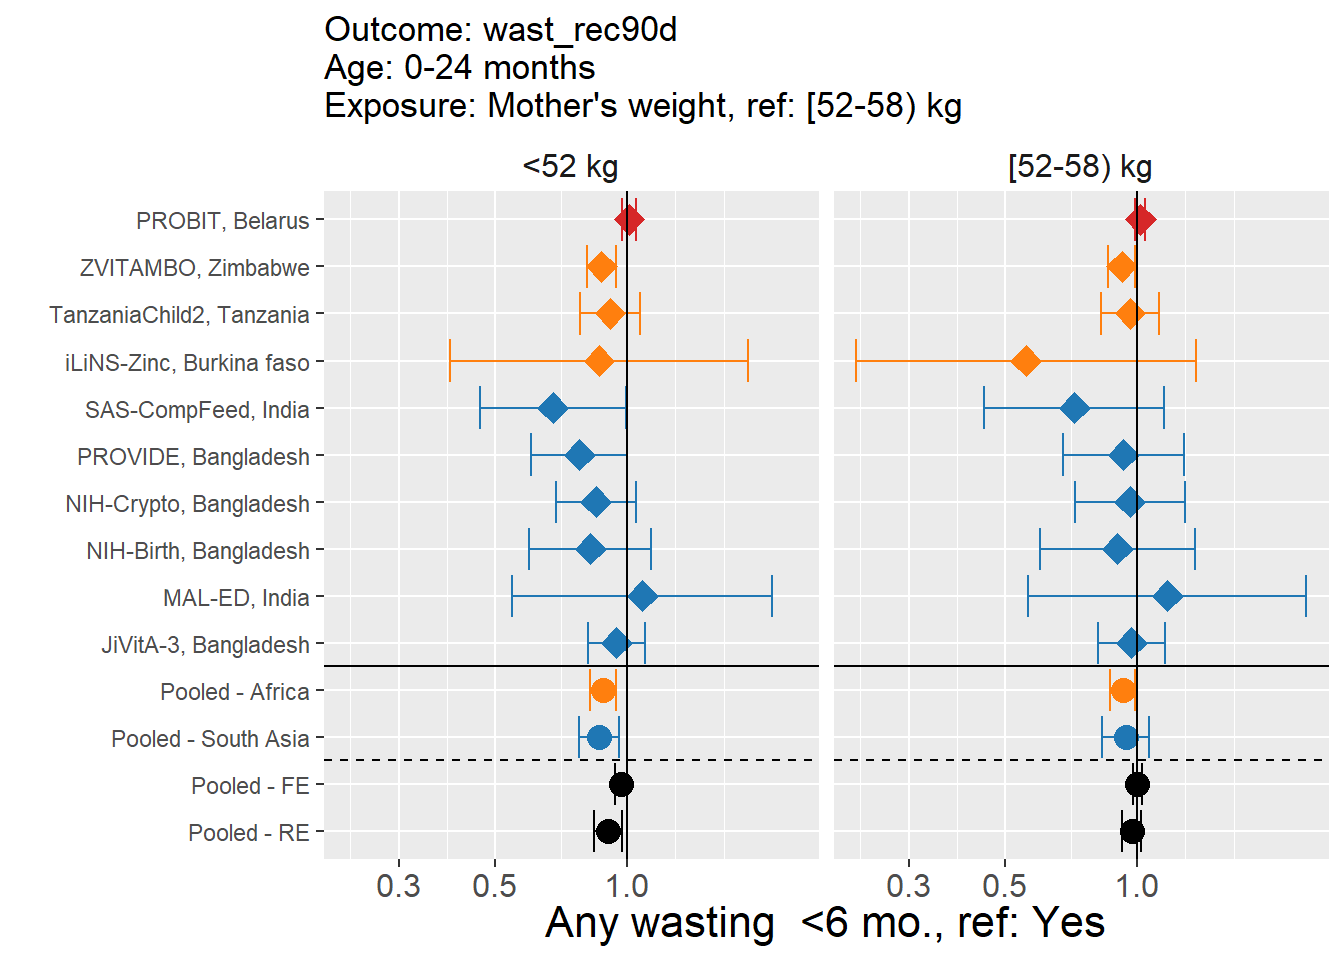 Outcome: wast_rec90d
Age: 0-24 months
Exposure: Mother's weight, ref: [52-58) kg
<52 kg
[52-58) kg
PROBIT, Belarus
ZVITAMBO, Zimbabwe
TanzaniaChild2, Tanzania
iLiNS-Zinc, Burkina faso
SAS-CompFeed, India
PROVIDE, Bangladesh
NIH-Crypto, Bangladesh
NIH-Birth, Bangladesh
MAL-ED, India
JiVitA-3, Bangladesh
Pooled - Africa
Pooled - South Asia
Pooled - FE
Pooled - RE
0.3 0.5 1.0
0.3 0.5 1.0
Any wasting  <6 mo., ref: Yes